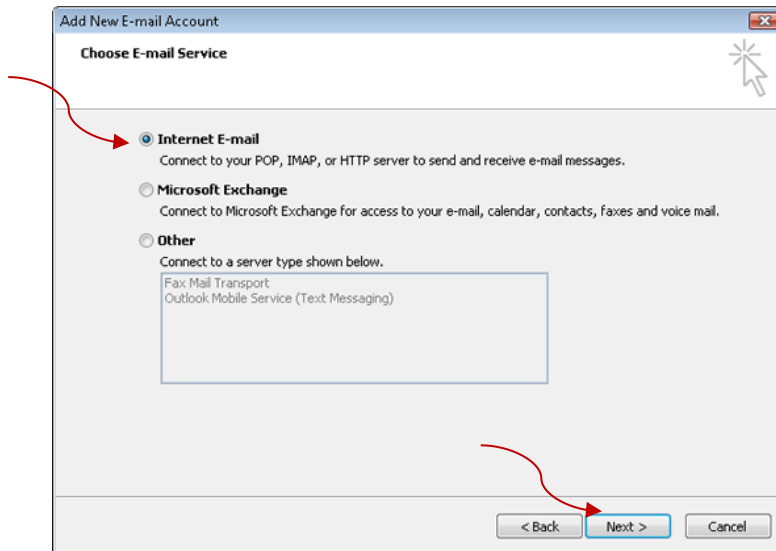 Add New E-mail Account
Choose E-mail Service
Internet E-mail
Connect to your POP, IMAP, or HTTP server to send and receive e-mail messages.
Microsoft Exchange
Connect to Microsoft Exchange for access to your e-mail, calendar, contacts, faxes and voice mail.
Other
Connect to a server type shown below.
Fax Mail Transport
Outlook Mobile Service (Text Messaging)
< Back Next > Cancel